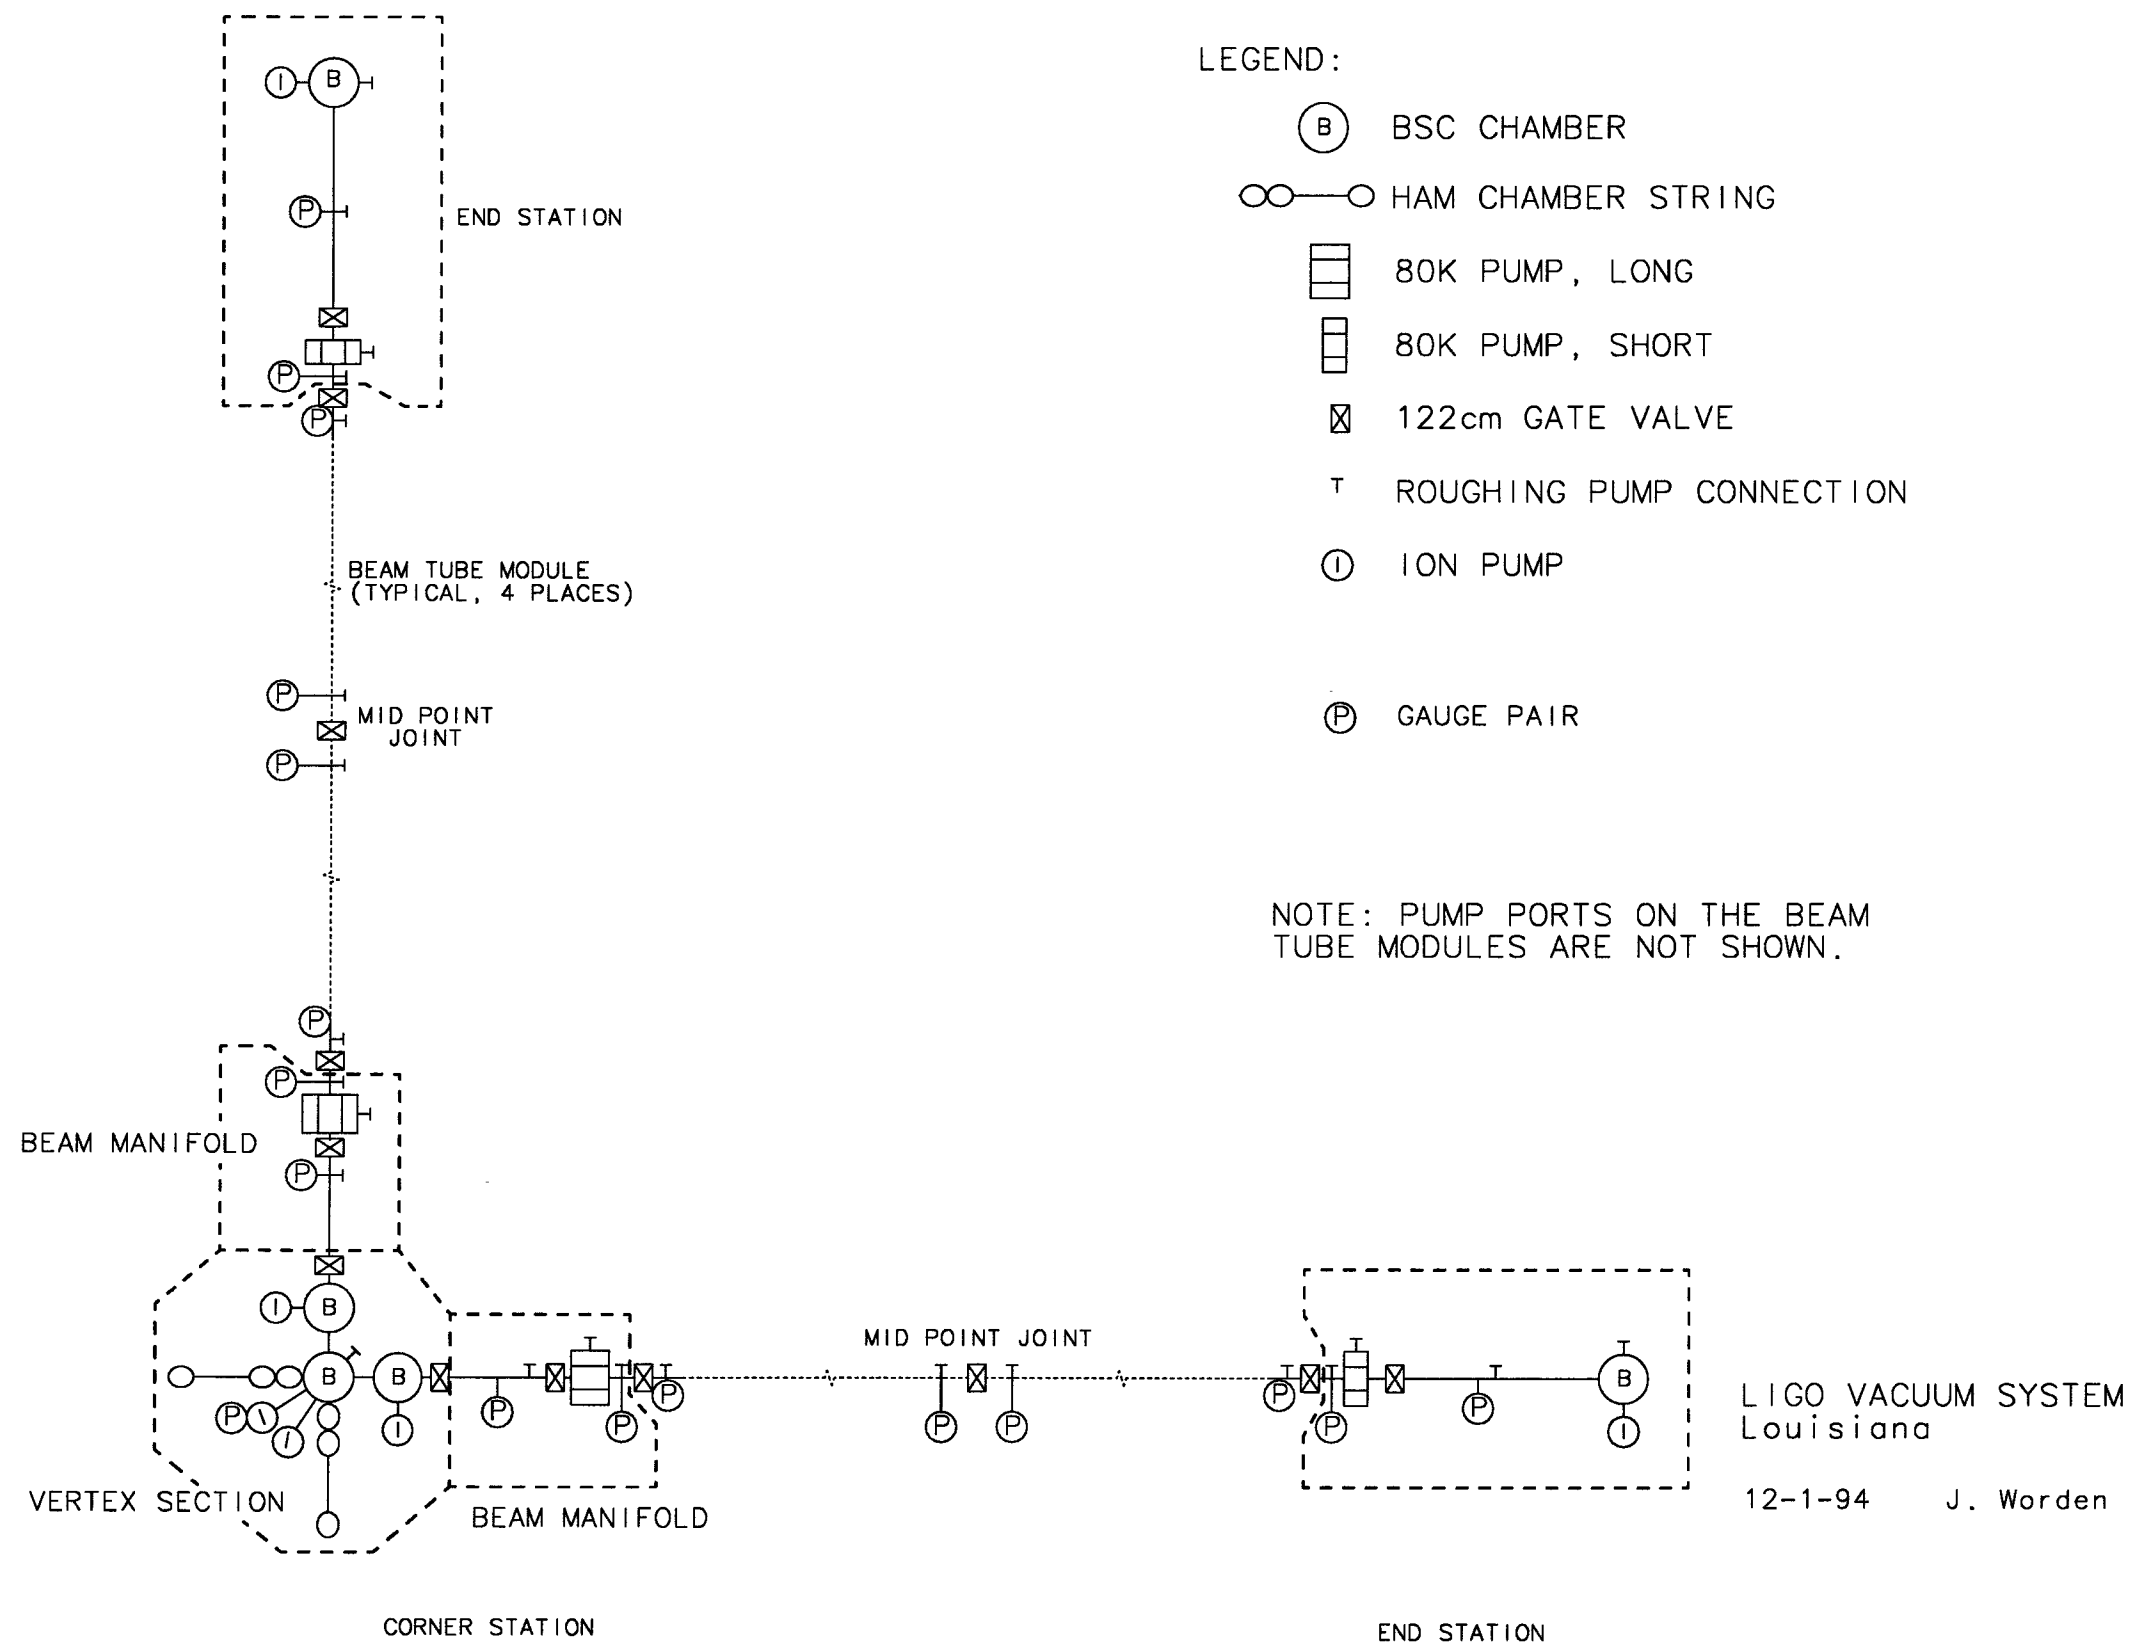 LEGEND:
B BSC CHAMBER
HAM CHAMBER STRING
80K PUMP, LONG
80K PUMP, SHORT
122cm GATE VALVE
ROUGHING PUMP CONNECTION
I ION PUMP
P GAUGE PAIR
NOTE: PUMP PORTS ON THE BEAM
TUBE MODULES ARE NOT SHOWN.
I B
P
END STATION
P
P
BEAM TUBE MODULE
(TYPICAL, 4 PLACES)
P
MID POINT
JOINT
P
P
P
BEAM MANIFOLD
P
I B
MID POINT JOINT
B B B
P I P P P P P P P P
I I I
VERTEX SECTION
BEAM MANIFOLD
LIGO VACUUM SYSTEM
Louisiana
12-1-94 J. Worden
CORNER STATION
END STATION